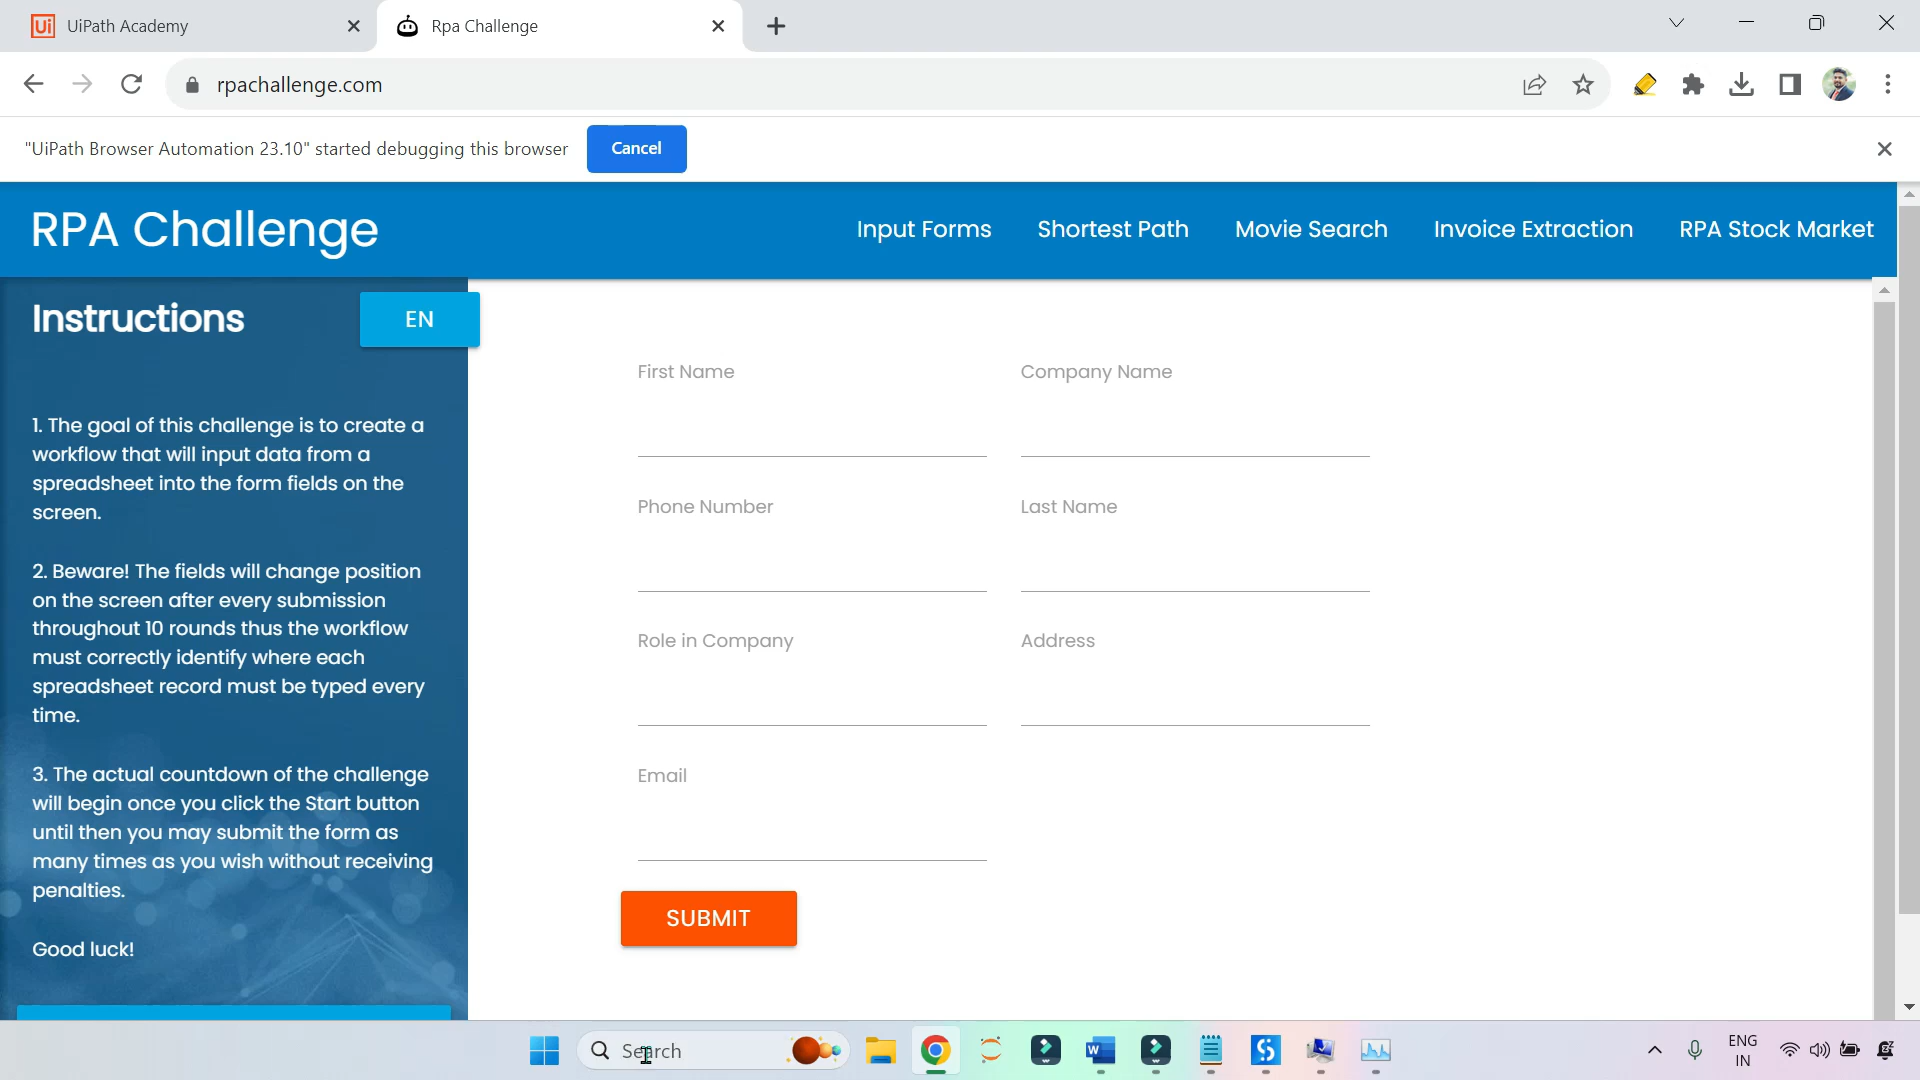 UiPath Academy
Rpa Challenge
rpachallenge.com
"UiPath Browser Automation 23.10" started debugging this browser
Cancel
RPA Challenge
Input Forms
Shortest Path
Movie Search
Invoice Extraction
RPA Stock Market
Instructions
EN
1. The goal of this challenge is to create a
workflow that will input data from a
spreadsheet into the form fields on the
screen.
2. Beware! The fields will change position
on the screen after every submission
throughout 10 rounds thus the workflow
must correctly identify where each
spreadsheet record must be typed every
time.
3. The actual countdown of the challenge
will begin once you click the Start button
until then you may submit the form as
many times as you wish without receiving
penalties.
Good luck!
First Name
Company Name
Phone Number
Last Name
Role in Company
Address
Email
SUBMIT
Search
ENG
IN